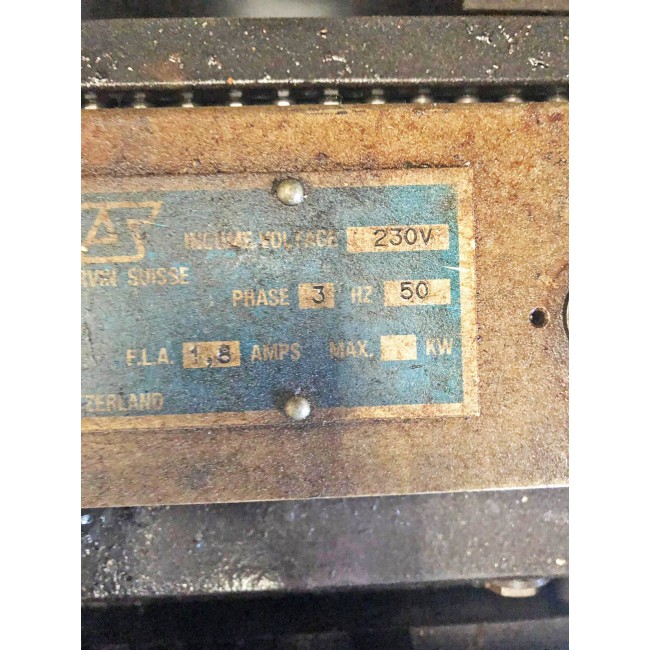 INCOME VOLTAGE 230V
SUISSE
PHASE 3 HZ 50
F.L.A. 1,8 AMPS MAX. KW
ZERLAND